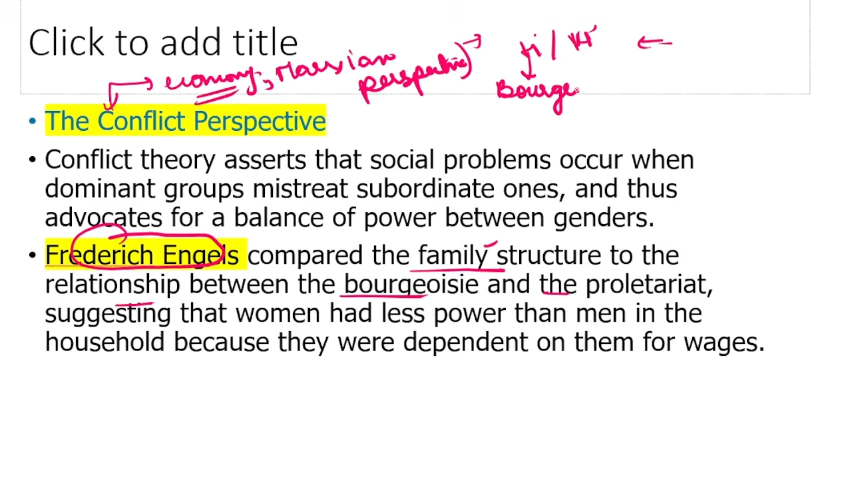 Click to add title
economy, Marxian perspective)
Bourge
• The Conflict Perspective
• Conflict theory asserts that social problems occur when
dominant groups mistreat subordinate ones, and thus
advocates for a balance of power between genders.
• Frederich Engels compared the family structure to the
relationship between the bourgeoisie and the proletariat,
suggesting that women had less power than men in the
household because they were dependent on them for wages.